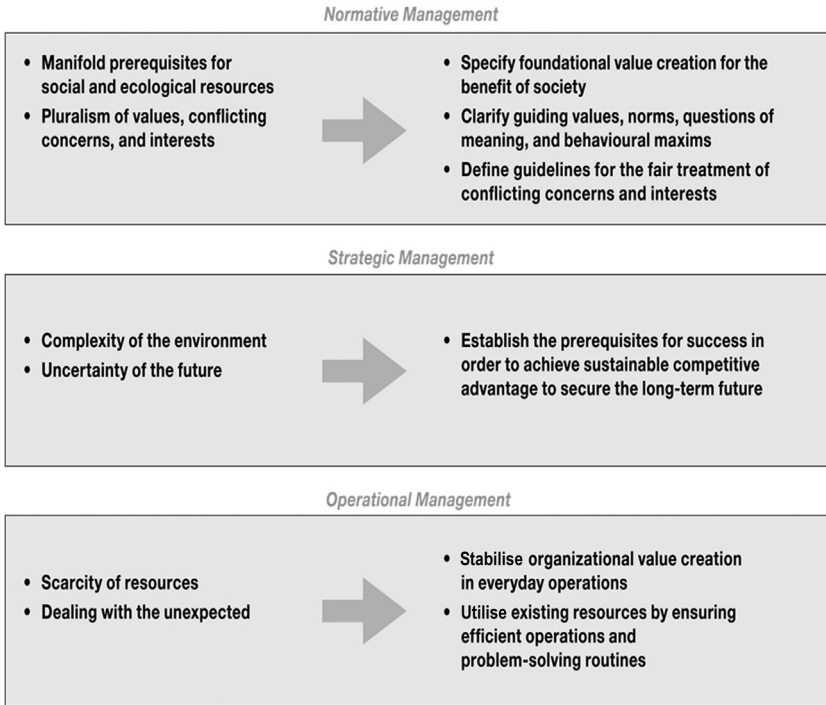 Normative Management
• Manifold prerequisites for
social and ecological resources
• Pluralism of values, conflicting
concerns, and interests
• Specify foundational value creation for the
benefit of society
• Clarify guiding values, norms, questions of
meaning, and behavioural maxims
• Define guidelines for the fair treatment of
conflicting concerns and interests
Strategic Management
• Complexity of the environment
• Uncertainty of the future
• Establish the prerequisites for success in
order to achieve sustainable competitive
advantage to secure the long-term future
Operational Management
• Scarcity of resources
• Dealing with the unexpected
• Stabilise organizational value creation
in everyday operations
• Utilise existing resources by ensuring
efficient operations and
problem-solving routines